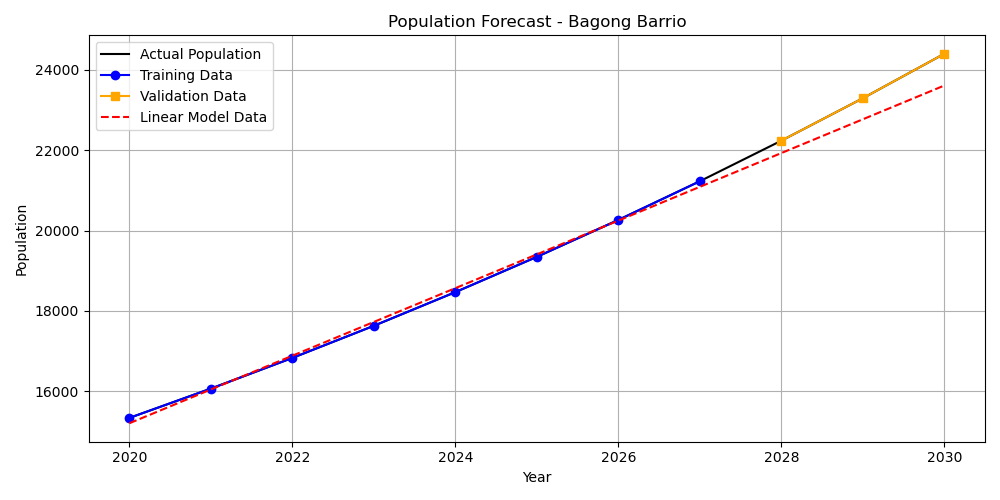 Population Forecast - Bagong Barrio
Actual Population
Training Data
Validation Data
Linear Model Data
24000
22000
20000
18000
16000
Population
2020
2022
2024
2026
2028
2030
Year